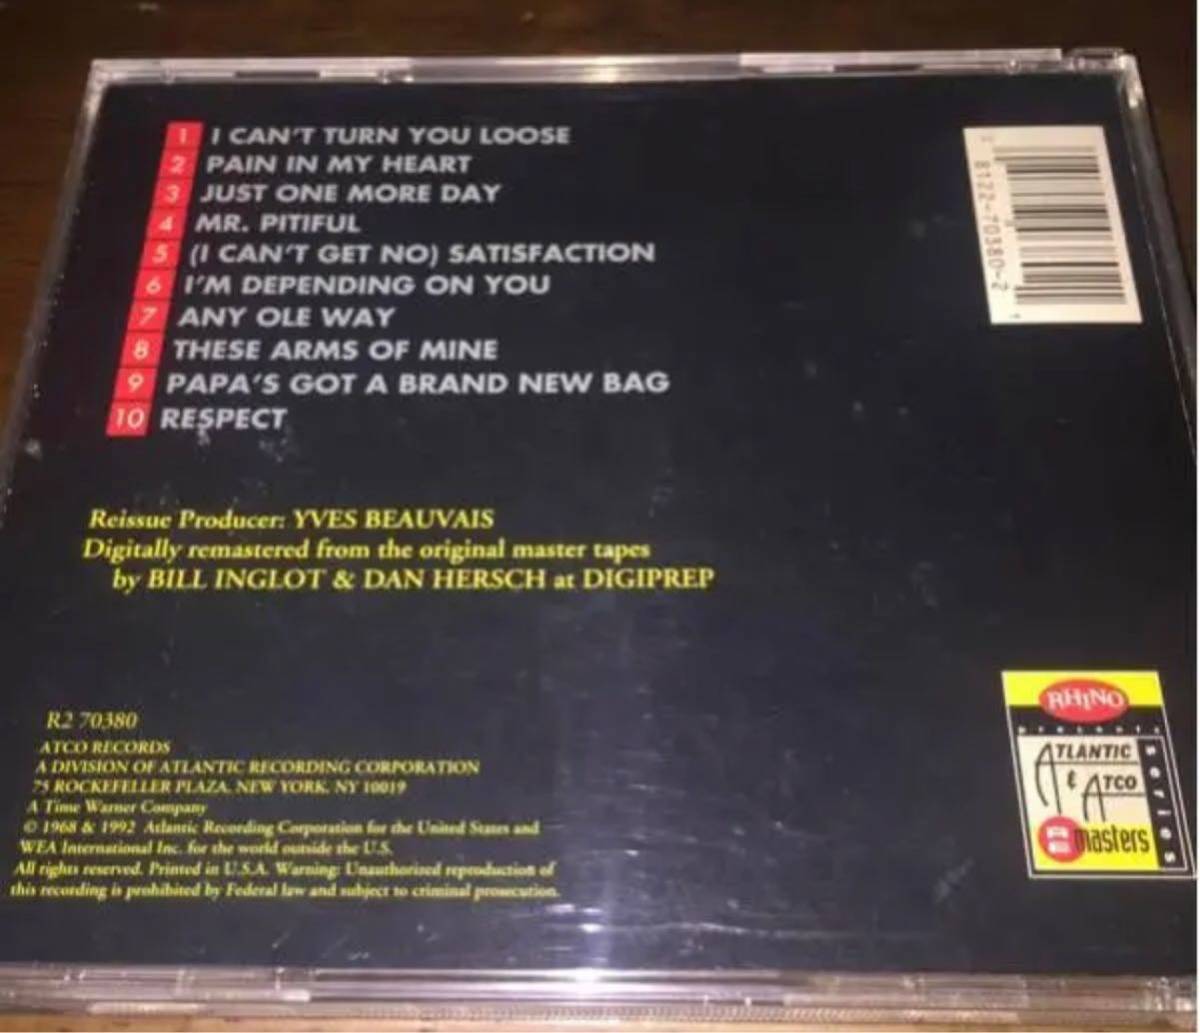 1 I CAN'T TURN YOU LOOSE
2 PAIN IN MY HEART
3 JUST ONE MORE DAY
4 MR. PITIFUL
5 (I CAN'T GET NO) SATISFACTION
6 I'M DEPENDING ON YOU
7 ANY OLE WAY
8 THESE ARMS OF MINE
9 PAPA'S GOT A BRAND NEW BAG
10 RESPECT
8122-70380-2
Reissue Producer: YVES BEAUVAIS
Digitally remastered from the original master tapes
by BILL INGLOT & DAN HERSCH at DIGIPREP
R2 70380
ATCO RECORDS
A DIVISION OF ATLANTIC RECORDING CORPORATION
75 ROCKEFELLER PLAZA, NEW YORK, NY 10019
A Time Warner Company
© 1968 & 1992 Atlantic Recording Corporation for the United States and
WEA International Inc. for the world outside the U.S.
All rights reserved. Printed in U.S.A. Warning: Unauthorized reproduction of
this recording is prohibited by Federal law and subject to criminal prosecution.
RHINO
presents
ATLANTIC
& ATCO
masters
series